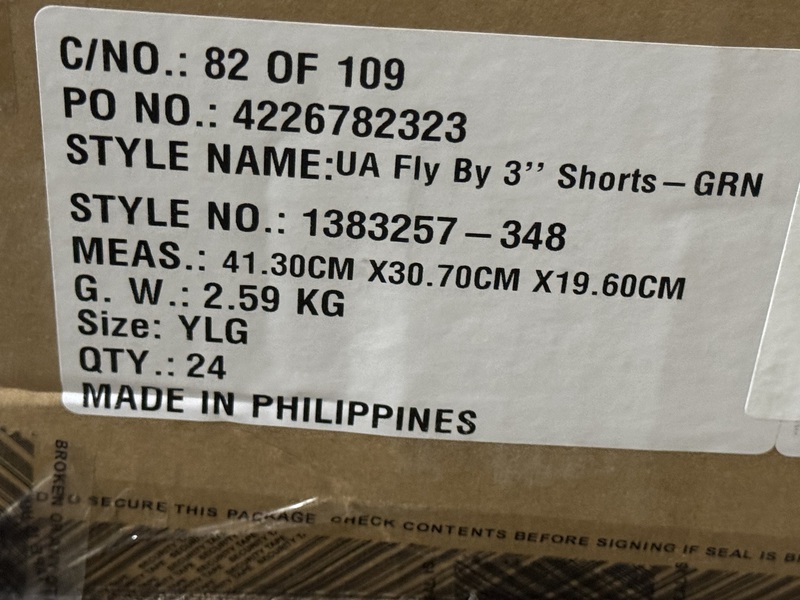 C/NO.: 82 OF 109
PO NO.: 4226782323
STYLE NAME:UA Fly By 3’’ Shorts–GRN
STYLE NO.: 1383257–348
MEAS.: 41.30CM X30.70CM X19.60CM
G. W.: 2.59 KG
Size: YLG
QTY.: 24
MADE IN PHILIPPINES
SECURE THIS PACKAGE CHECK CONTENTS BEFORE SIGNING IF SEAL IS
BROKEN